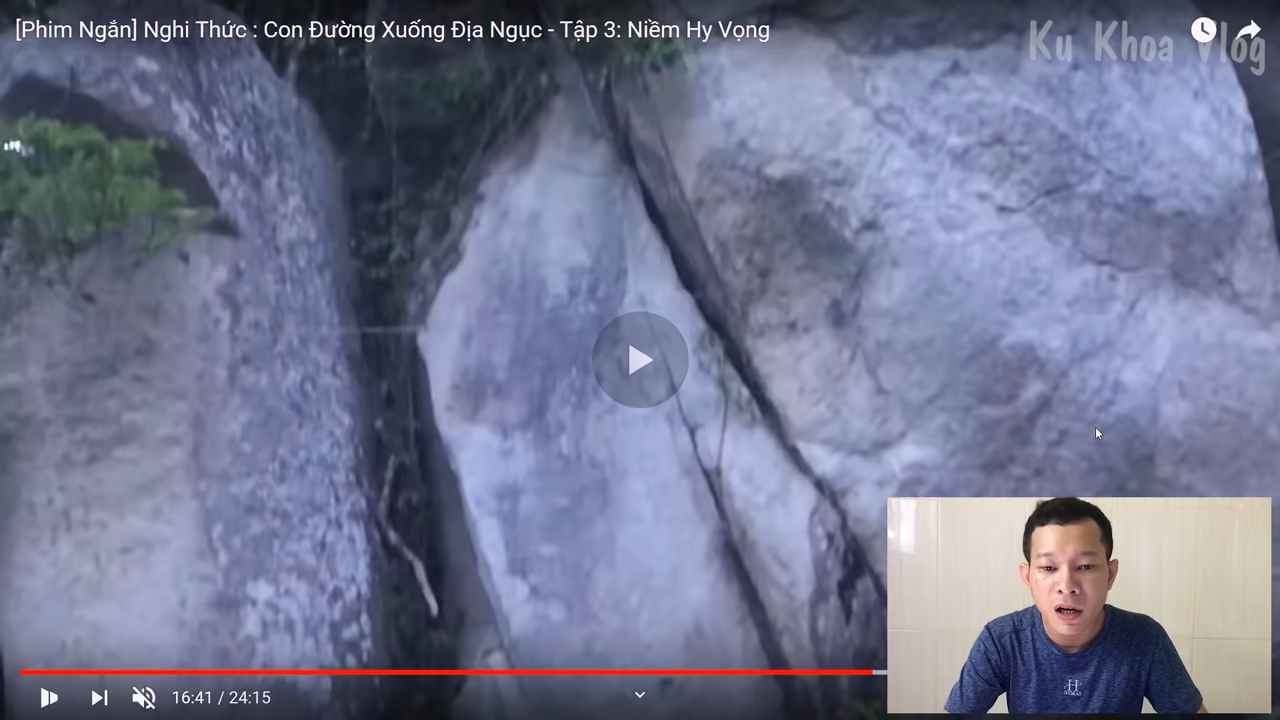 [Phim Ngắn] Nghi Thức : Con Đường Xuống Địa Ngục - Tập 3: Niềm Hy Vọng
Ku Khoa Vlog
16:41 / 24:15
H